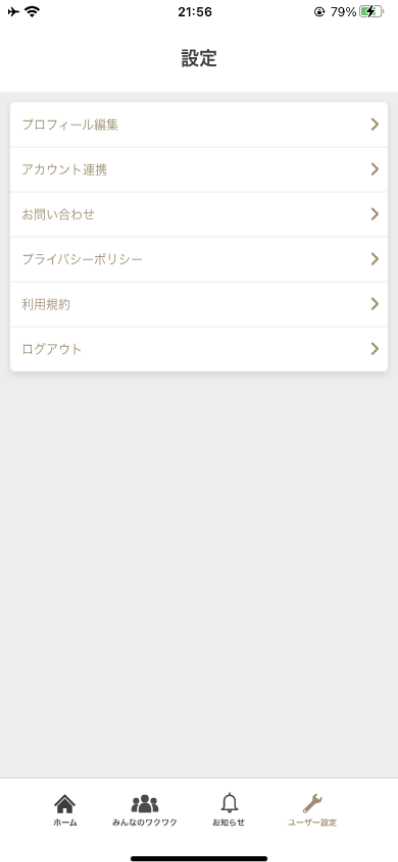 21:56
79%
設定
プロフィール編集
アカウント連携
お問い合わせ
プライバシーポリシー
利用規約
ログアウト
ホーム
みんなのワクワク
お知らせ
ユーザー設定